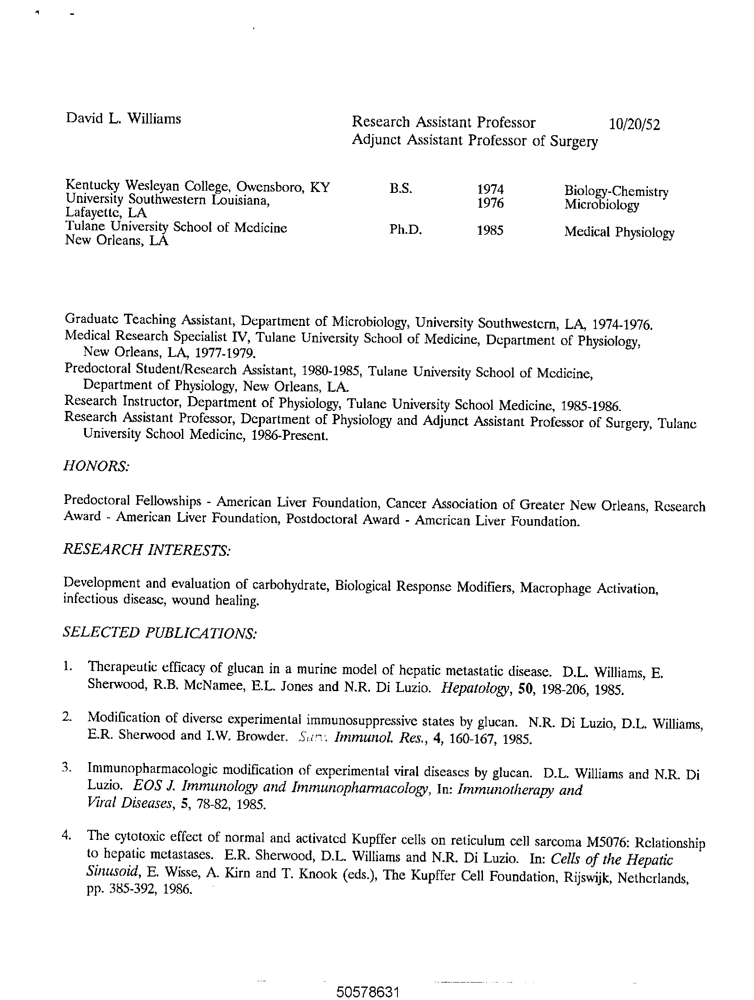 David L. Williams Research Assistant Professor 10/20/52
Adjunct Assistant Professor of Surgery
Kentucky Wesleyan College, Owensboro, KY B.S. 1974 Biology-Chemistry
University Southwestern Louisiana, 1976 Microbiology
Lafayette, LA
Tulane University School of Medicine Ph.D. 1985 Medical Physiology
New Orleans, LA
Graduate Teaching Assistant, Department of Microbiology, University Southwestern, LA, 1974-1976.
Medical Research Specialist IV, Tulane University School of Medicine, Department of Physiology,
New Orleans, LA, 1977-1979.
Predoctoral Student/Research Assistant, 1980-1985, Tulane University School of Medicine,
Department of Physiology, New Orleans, LA.
Research Instructor, Department of Physiology, Tulane University School Medicine, 1985-1986.
Research Assistant Professor, Department of Physiology and Adjunct Assistant Professor of Surgery, Tulane
University School Medicine, 1986-Present.
HONORS:
Predoctoral Fellowships - American Liver Foundation, Cancer Association of Greater New Orleans, Research
Award - American Liver Foundation, Postdoctoral Award - American Liver Foundation.
RESEARCH INTERESTS:
Development and evaluation of carbohydrate, Biological Response Modifiers, Macrophage Activation,
infectious disease, wound healing.
SELECTED PUBLICATIONS:
1. Therapeutic efficacy of glucan in a murine model of hepatic metastatic disease. D.L. Williams, E.
Sherwood, R.B. McNamee, E.L. Jones and N.R. Di Luzio. Hepatology, 50, 198-206, 1985.
2. Modification of diverse experimental immunosuppressive states by glucan. N.R. Di Luzio, D.L. Williams,
E.R. Sherwood and I.W. Browder. Immunol. Res., 4, 160-167, 1985.
3. Immunopharmacologic modification of experimental viral diseases by glucan. D.L. Williams and N.R. Di
Luzio. EOS J. Immunology and Immunopharmacology, In: Immunotherapy and
Viral Diseases, 5, 78-82, 1985.
4. The cytotoxic effect of normal and activated Kupffer cells on reticulum cell sarcoma M5076: Relationship
to hepatic metastases. E.R. Sherwood, D.L. Williams and N.R. Di Luzio. In: Cells of the Hepatic
Sinusoid, E. Wisse, A. Kirn and T. Knook (eds.), The Kupffer Cell Foundation, Rijswijk, Netherlands,
pp. 385-392, 1986.
50578631